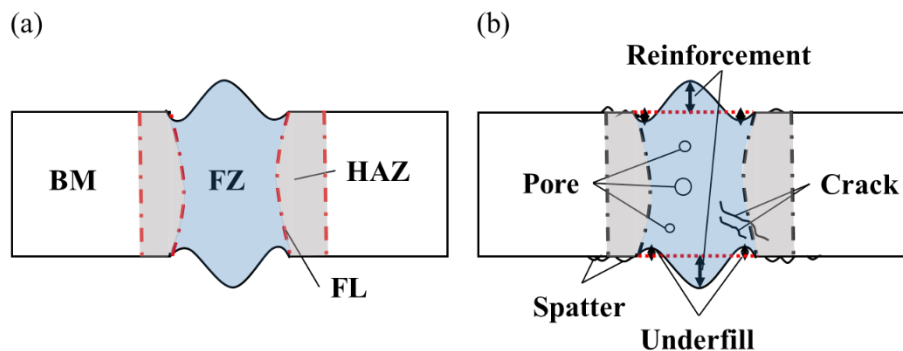 (a)
BM
FZ
HAZ
FL
(b)
Reinforcement
Pore
Crack
Spatter
Underfill